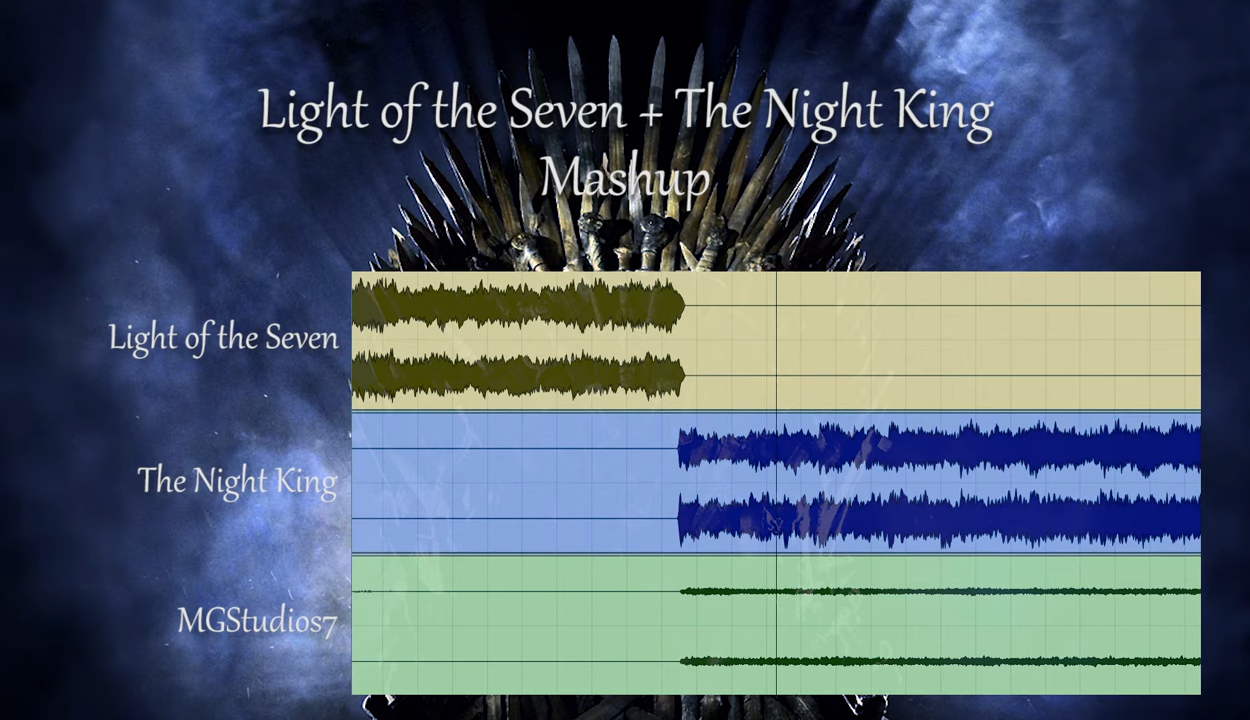 Light of the Seven + The Night King
Mashup
Light of the Seven
The Night King
MGStudios7